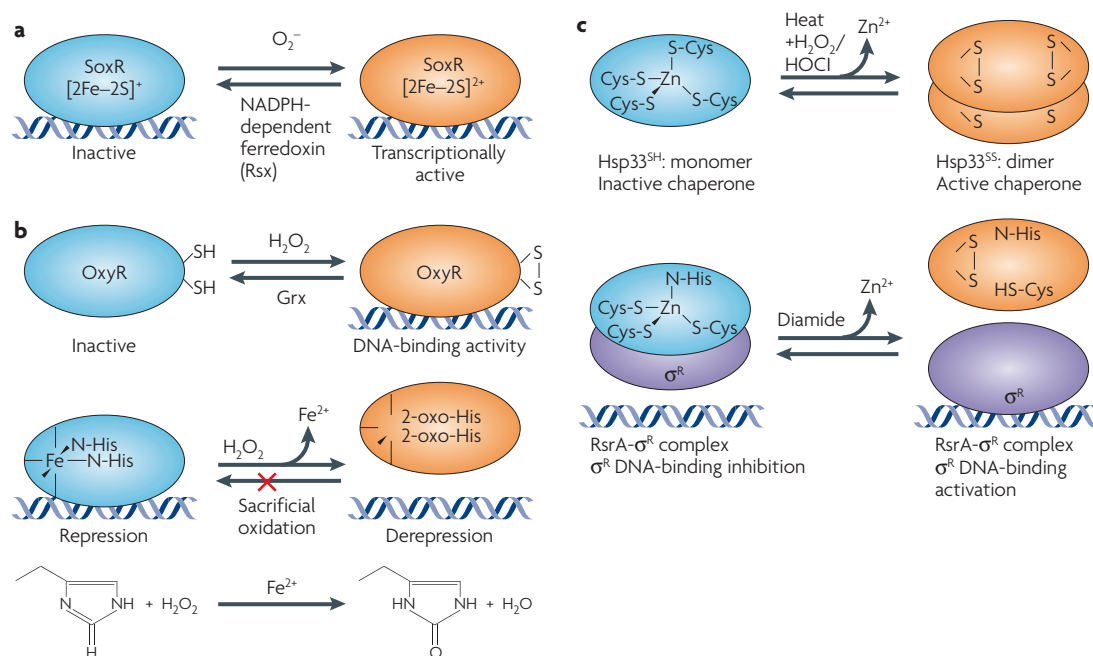 a
SoxR
[2Fe–2S]⁺
Inactive
O₂⁻
NADPH-
dependent
ferredoxin
(Rsx)
SoxR
[2Fe–2S]²⁺
Transcriptionally
active
b
OxyR
SH
SH
Inactive
H₂O₂
Grx
OxyR
S
S
DNA-binding activity
N-His
Fe
N-His
Repression
H₂O₂
Fe²⁺
Sacrificial
oxidation
2-oxo-His
2-oxo-His
Derepression
N
NH
H
+ H₂O₂
Fe²⁺
HN
NH
O
+ H₂O
c
S-Cys
Cys-S
Zn
Cys-S
S-Cys
Hsp33ˢᴴ: monomer
Inactive chaperone
Heat
+H₂O₂/
HOCl
Zn²⁺
S
S
S
S
S
S
Hsp33ˢˢ: dimer
Active chaperone
N-His
Cys-S
Zn
Cys-S
S-Cys
σᴿ
RsrA-σᴿ complex
σᴿ DNA-binding inhibition
Diamide
Zn²⁺
S
N-His
S
HS-Cys
σᴿ
RsrA-σᴿ complex
σᴿ DNA-binding
activation